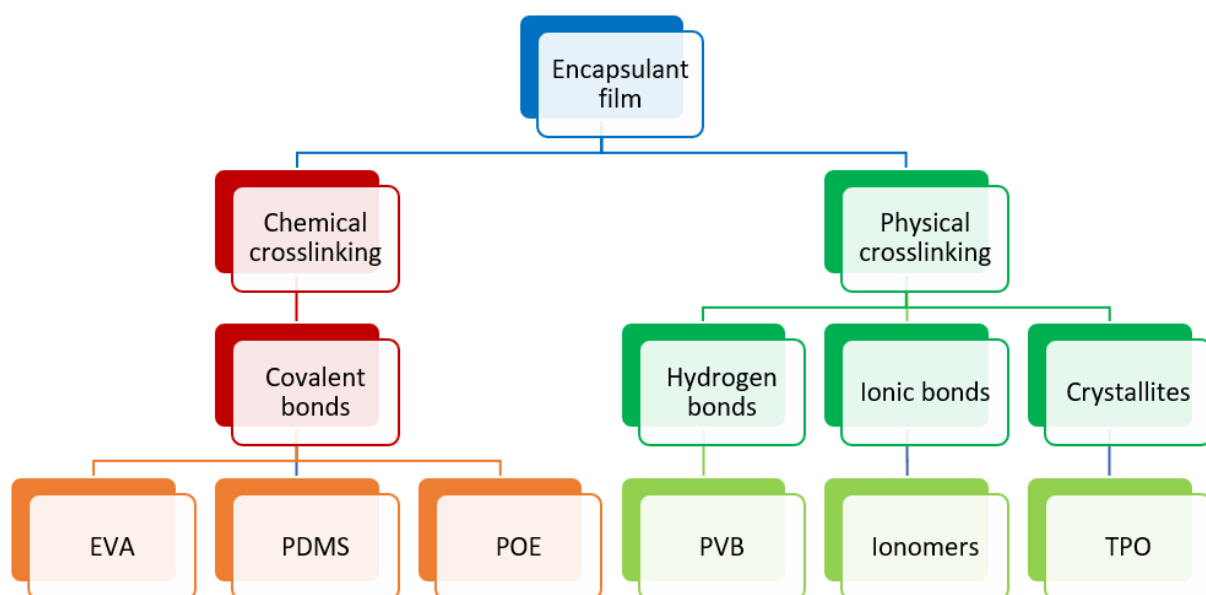 Encapsulant
film
Chemical
crosslinking
Physical
crosslinking
Covalent
bonds
Hydrogen
bonds
Ionic bonds
Crystallites
EVA
PDMS
POE
PVB
Ionomers
TPO